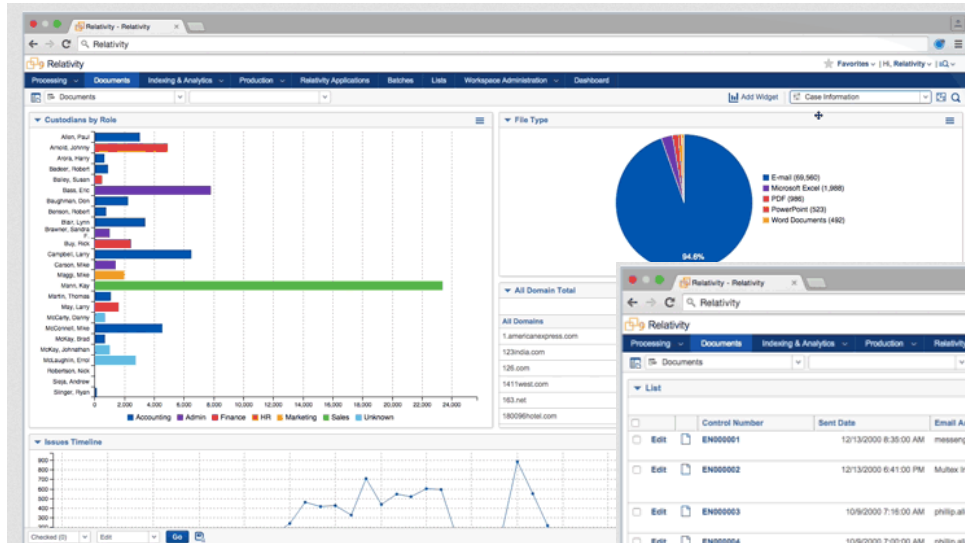 Relativity - Relativity
Relativity
Relativity
Favorites | Hi, Relativity
Processing Documents Indexing & Analytics Production Relativity Applications Batches Lists Workspace Administration Dashboard
Documents
Add Widget Case Information
Custodians by Role
Allen, Paul
Arnold, Johnny
Arora, Harry
Badeer, Robert
Bailey, Susan
Bass, Eric
Baughman, Don
Benson, Robert
Blair, Lynn
Brawner, Sandra
F.
Buy, Rick
Campbell, Larry
Carson, Mike
Maggi, Mike
Mann, Kay
Martin, Thomas
May, Larry
McCarty, Danny
McConnell, Mike
McKay, Brad
McKay, Johnathan
McLaughlin, Errol
Robertson, Nick
Sieja, Andrew
Slinger, Ryan
0 2,000 4,000 6,000 8,000 10,000 12,000 14,000 16,000 18,000 20,000 22,000 24,000
Accounting Admin Finance HR Marketing Sales Unknown
File Type
E-mail (69,560)
Microsoft Excel (1,988)
PDF (986)
PowerPoint (523)
Word Documents (492)
94.6%
All Domain Total
All Domains
1.americanexpress.com
123india.com
126.com
1411west.com
163.net
180096hotel.com
Issues Timeline
900
800
700
600
500
400
300
200
Checked (0) Edit Go
Relativity - Relativity
Relativity
Relativity
Processing Documents Indexing & Analytics Production Relativity
Documents
List
Control Number Sent Date Email A
Edit EN000001 12/13/2000 8:35:00 AM messeng
Edit EN000002 12/13/2000 6:41:00 PM Multex In
Edit EN000003 10/9/2000 7:16:00 AM philip.all
Edit EN000004 10/9/2000 7:00:00 AM phillip.all